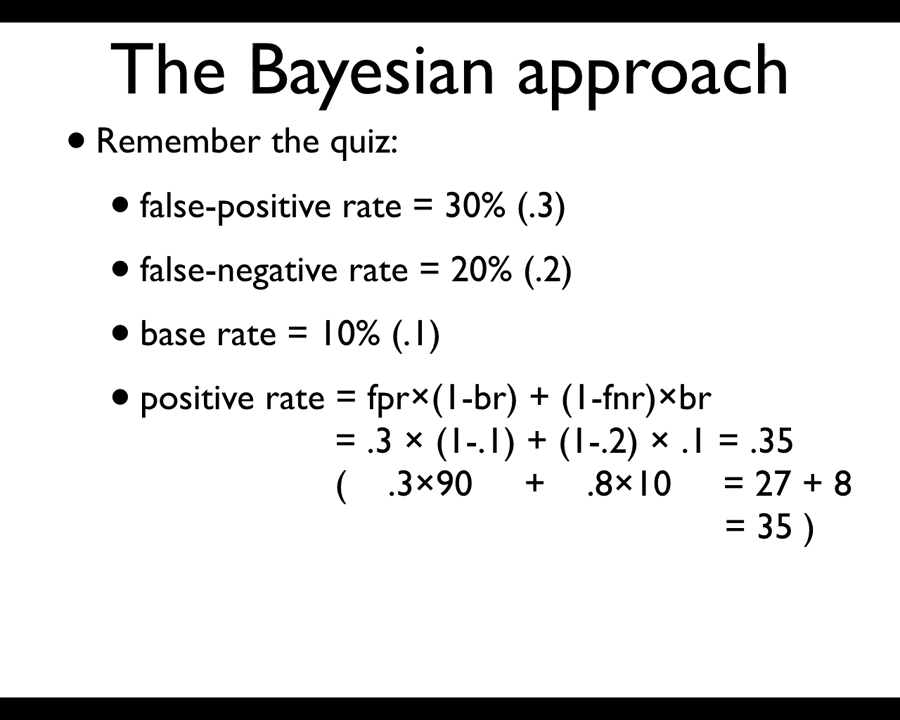 The Bayesian approach
• Remember the quiz:
• false-positive rate = 30% (.3)
• false-negative rate = 20% (.2)
• base rate = 10% (.1)
• positive rate = fpr×(1-br) + (1-fnr)×br
= .3 × (1-.1) + (1-.2) × .1 = .35
( .3×90 + .8×10 = 27 + 8
= 35 )